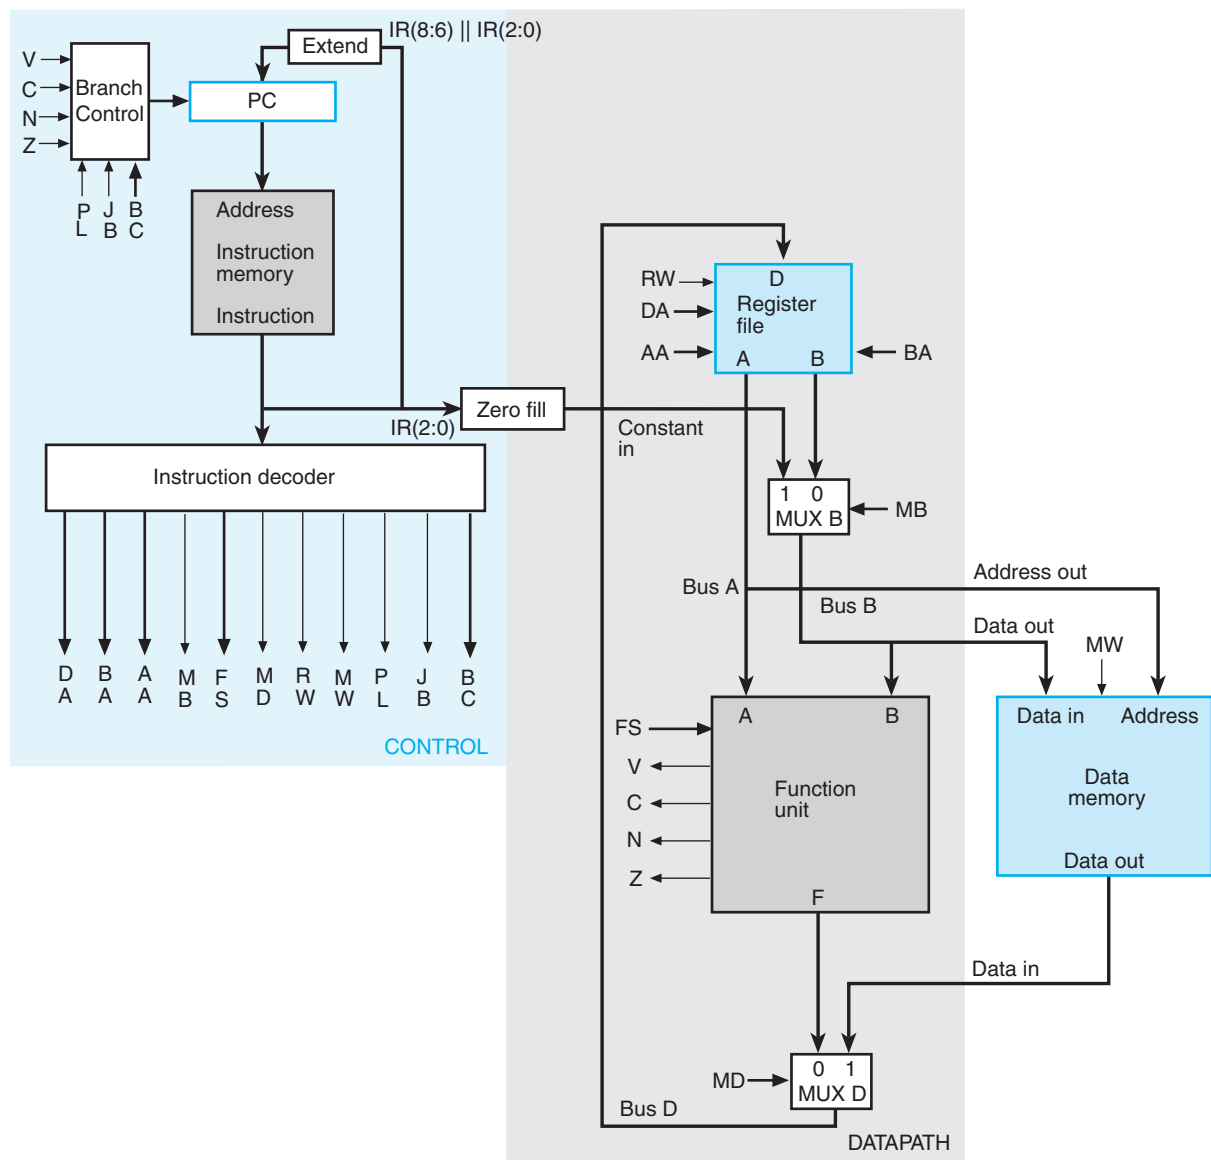 IR(8:6) || IR(2:0)
Extend
V
C
N
Z
Branch
Control
PC
P
L
J
B
B
C
Address
Instruction
memory
Instruction
RW
DA
AA
D
Register
file
A B
BA
IR(2:0)
Zero fill
Constant
in
Instruction decoder
1 0
MUX B
MB
D
A
B
A
A
A
M
B
F
S
M
D
R
W
M
W
P
L
J
B
B
C
CONTROL
Bus A
Bus B
Address out
Data out
MW
FS
V
C
N
Z
A B
Function
unit
F
Data in Address
Data
memory
Data out
Data in
MD
0 1
MUX D
Bus D
DATAPATH